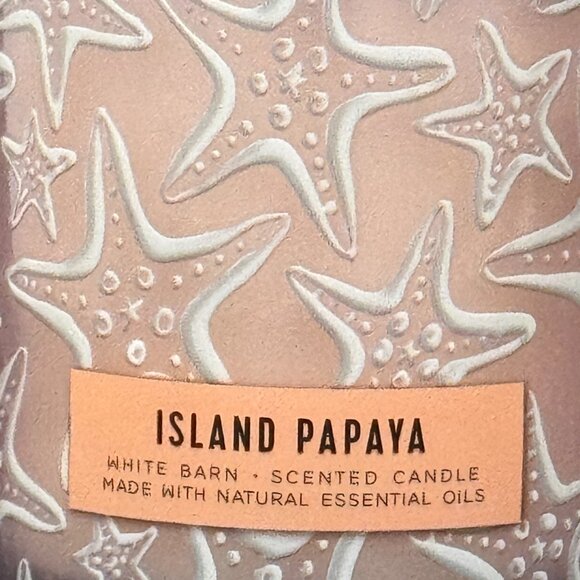 ISLAND PAPAYA
WHITE BARN · SCENTED CANDLE
MADE WITH NATURAL ESSENTIAL OILS